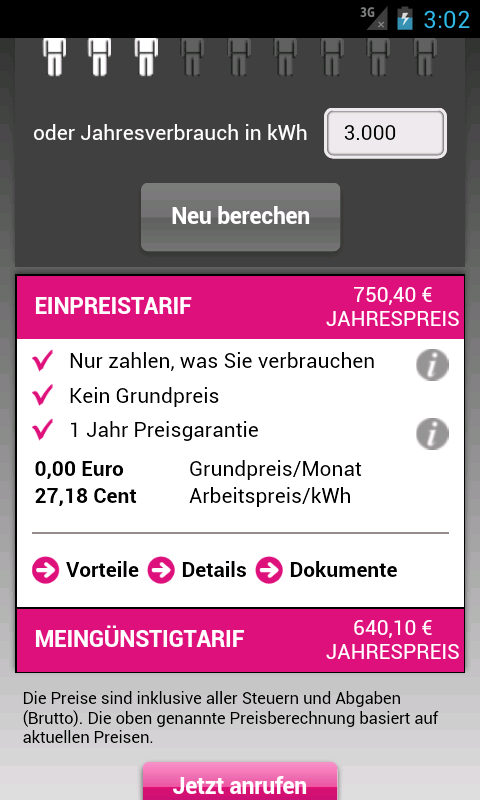 3G 3:02
oder Jahresverbrauch in kWh 3.000
Neu berechen
EINPREISTARIF 750,40 €
JAHRESPREIS
Nur zahlen, was Sie verbrauchen
Kein Grundpreis
1 Jahr Preisgarantie
0,00 Euro Grundpreis/Monat
27,18 Cent Arbeitspreis/kWh
Vorteile Details Dokumente
MEINGÜNSTIGTARIF 640,10 €
JAHRESPREIS
Die Preise sind inklusive aller Steuern und Abgaben
(Brutto). Die oben genannte Preisberechnung basiert auf
aktuellen Preisen.
Jetzt anrufen